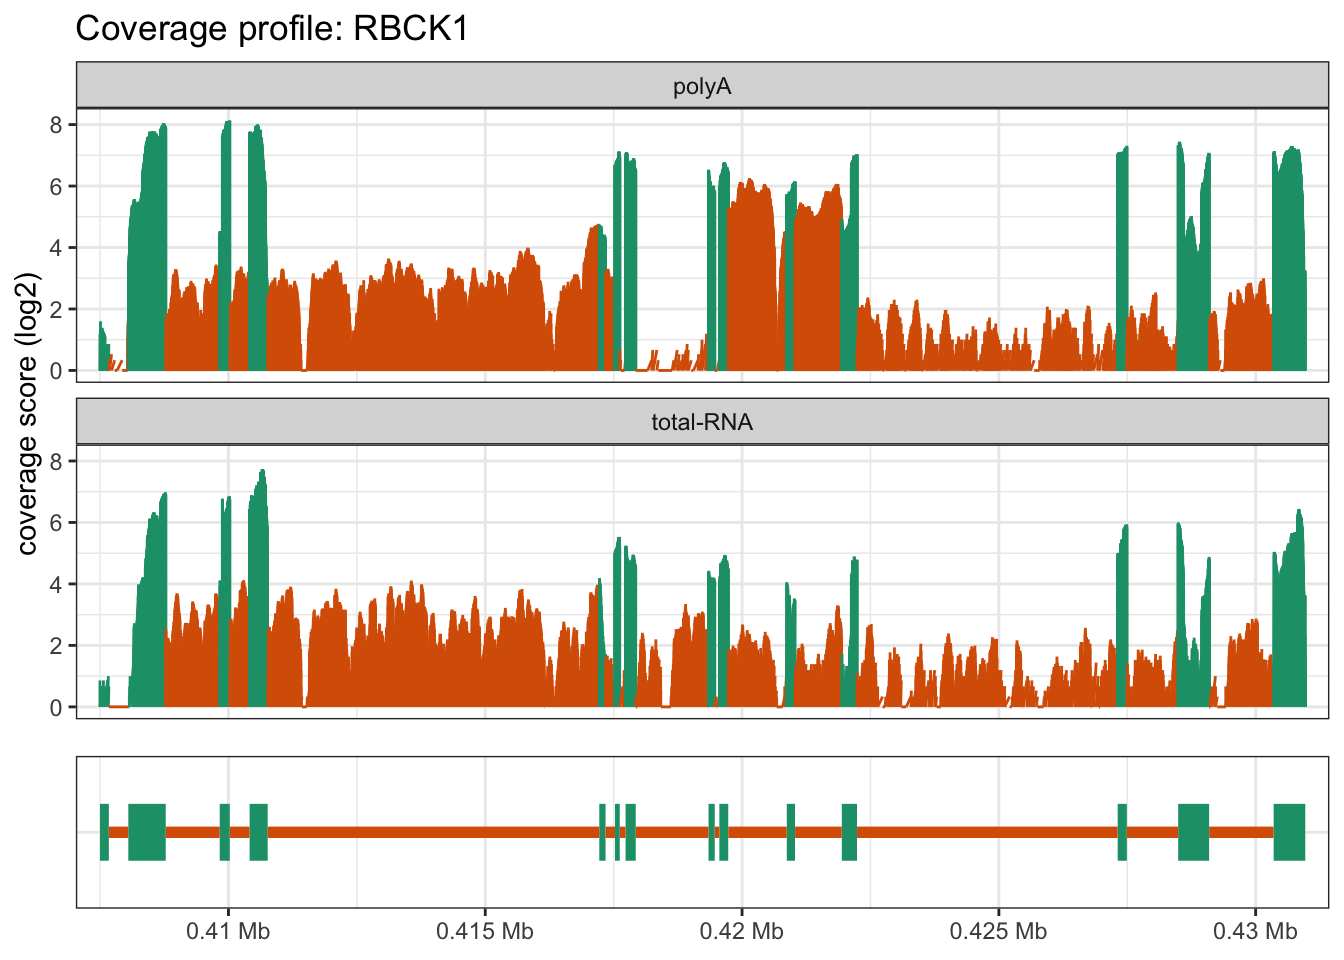 Coverage profile: RBCK1
polyA
8
6
4
2
0
total-RNA
8
6
4
2
0
coverage score (log2)
0.41 Mb
0.415 Mb
0.42 Mb
0.425 Mb
0.43 Mb